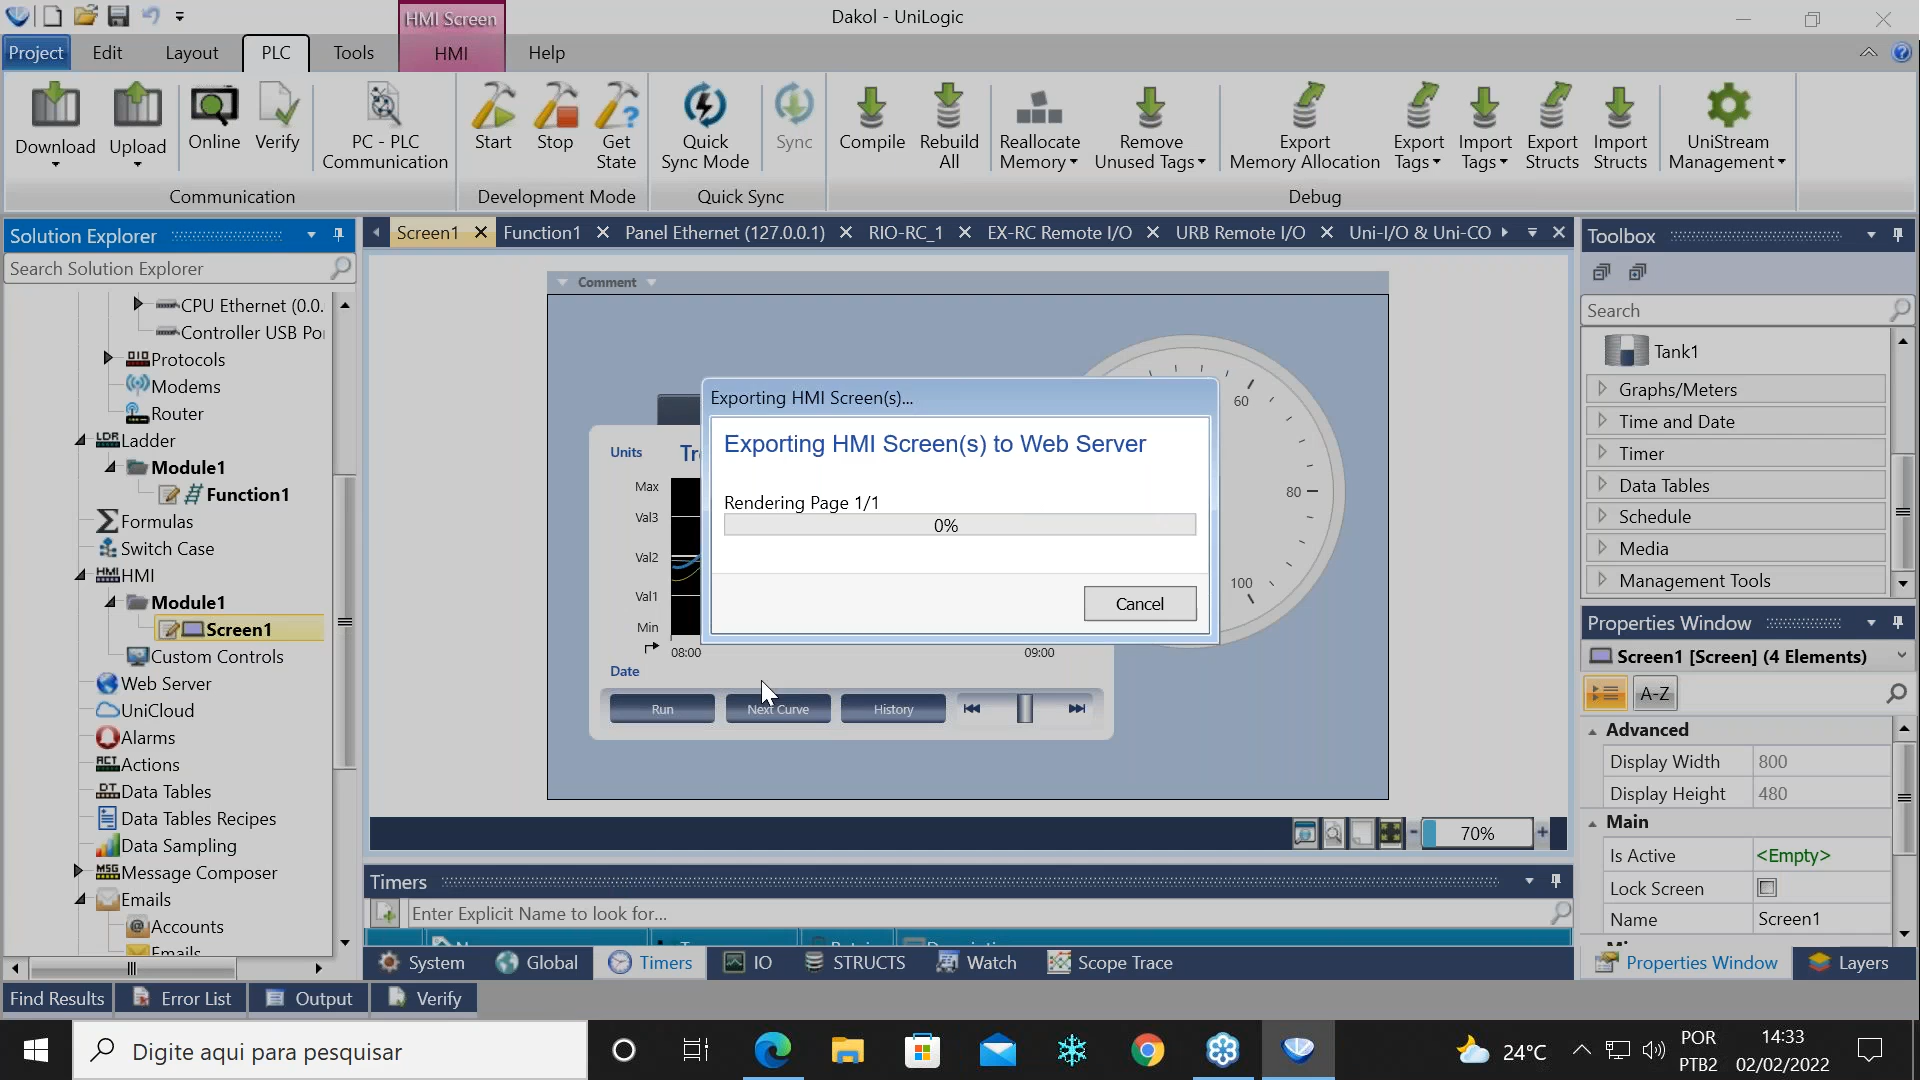 HMI Screen
Dakol - UniLogic
Project Edit Layout PLC Tools HMI Help
Download Upload Online Verify PC - PLC Communication
Start Stop Get State
Quick Sync Mode Sync
Compile Rebuild All Reallocate Memory Remove Unused Tags Export Memory Allocation Export Tags Import Tags Export Structs Import Structs UniStream Management
Communication Development Mode Quick Sync Debug
Solution Explorer
Search Solution Explorer
CPU Ethernet (0.0.
Controller USB Po
Protocols
Modems
Router
LDR Ladder
Module1
Function1
Formulas
Switch Case
HMI HMI
Module1
Screen1
Custom Controls
Web Server
UniCloud
Alarms
ACT Actions
DT Data Tables
Data Tables Recipes
Data Sampling
MSG Message Composer
Emails
Accounts
Emails
Screen1 Function1 Panel Ethernet (127.0.0.1) RIO-RC_1 EX-RC Remote I/O URB Remote I/O Uni-I/O & Uni-CO
Comment
Units
Max
Val3
Val2
Val1
Min
08:00 09:00
Date
Run Next Curve History
60
80
100
Exporting HMI Screen(s)...
Exporting HMI Screen(s) to Web Server
Rendering Page 1/1
0%
Cancel
70%
Timers
Enter Explicit Name to look for...
System Global Timers IO STRUCTS Watch Scope Trace
Toolbox
Search
Tank1
Graphs/Meters
Time and Date
Timer
Data Tables
Schedule
Media
Management Tools
Properties Window
Screen1 [Screen] (4 Elements)
A-Z
Advanced
Display Width 800
Display Height 480
Main
Is Active <Empty>
Lock Screen
Name Screen1
Properties Window Layers
Find Results Error List Output Verify
Digite aqui para pesquisar
24°C
POR
PTB2
14:33
02/02/2022